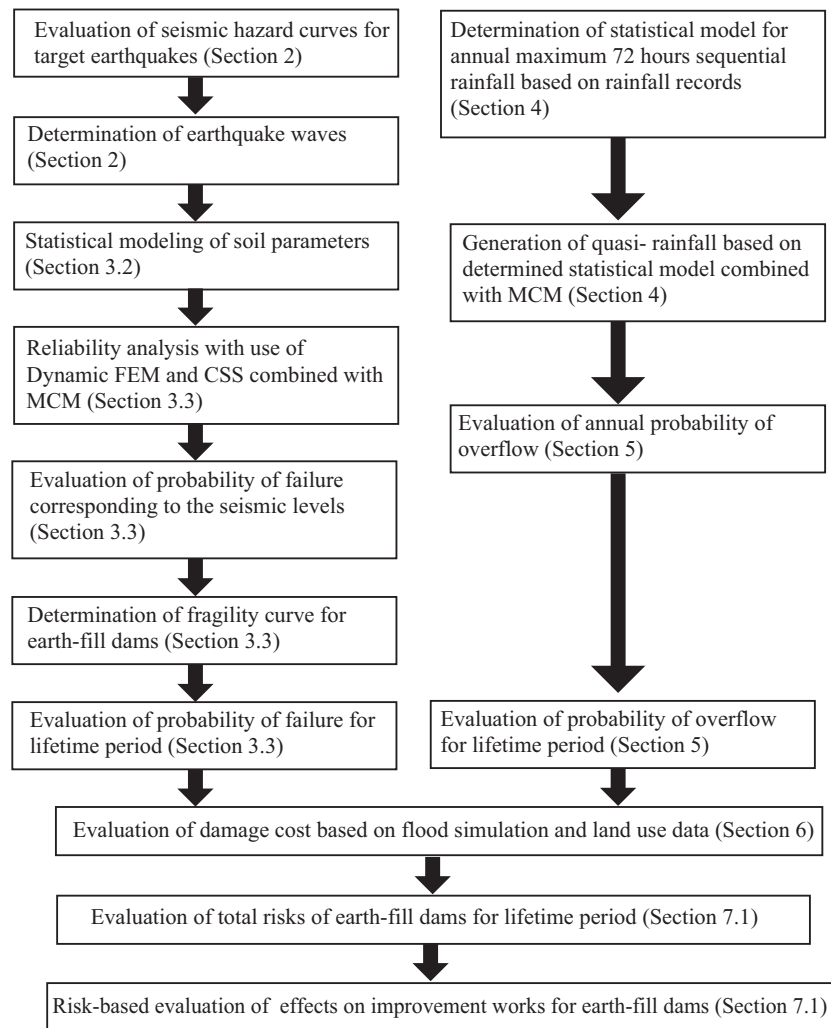 Evaluation of seismic hazard curves for
target earthquakes (Section 2)
Determination of earthquake waves
(Section 2)
Statistical modeling of soil parameters
(Section 3.2)
Reliability analysis with use of
Dynamic FEM and CSS combined with
MCM (Section 3.3)
Evaluation of probability of failure
corresponding to the seismic levels
(Section 3.3)
Determination of fragility curve for
earth-fill dams (Section 3.3)
Evaluation of probability of failure for
lifetime period (Section 3.3)
Determination of statistical model for
annual maximum 72 hours sequential
rainfall based on rainfall records
(Section 4)
Generation of quasi- rainfall based on
determined statistical model combined
with MCM (Section 4)
Evaluation of annual probability of
overflow (Section 5)
Evaluation of probability of overflow
for lifetime period (Section 5)
Evaluation of damage cost based on flood simulation and land use data (Section 6)
Evaluation of total risks of earth-fill dams for lifetime period (Section 7.1)
Risk-based evaluation of effects on improvement works for earth-fill dams (Section 7.1)